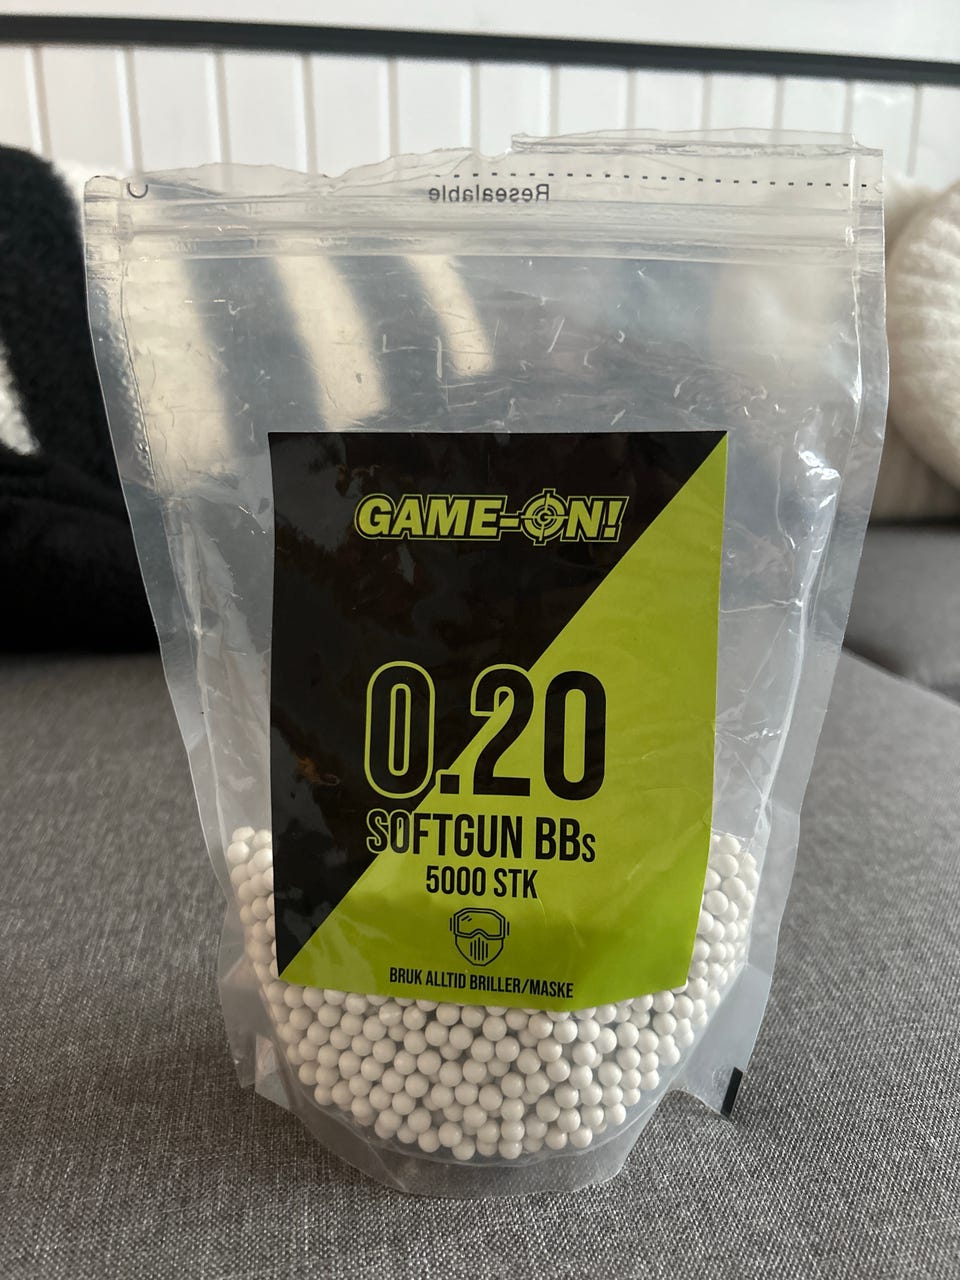 Resealable
GAME-ON!
0.20
SOFTGUN BBs
5000 STK
BRUK ALLTID BRILLER/MASKE